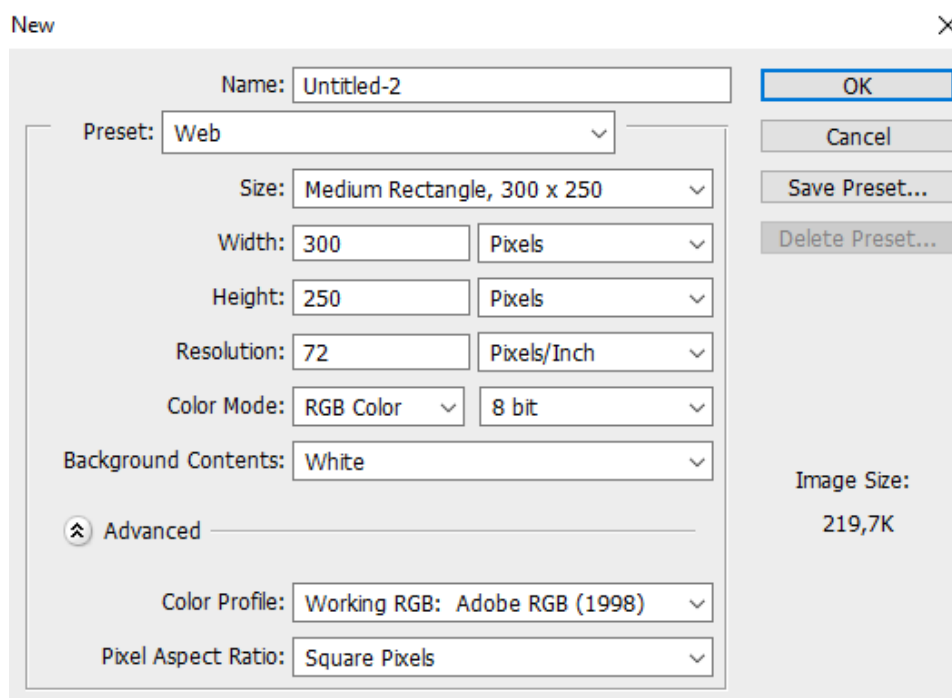 New
Name: Untitled-2
OK
Preset: Web
Cancel
Size: Medium Rectangle, 300 x 250
Save Preset...
Width: 300 Pixels
Delete Preset...
Height: 250 Pixels
Resolution: 72 Pixels/Inch
Color Mode: RGB Color 8 bit
Background Contents: White
Image Size:
219,7K
Advanced
Color Profile: Working RGB: Adobe RGB (1998)
Pixel Aspect Ratio: Square Pixels